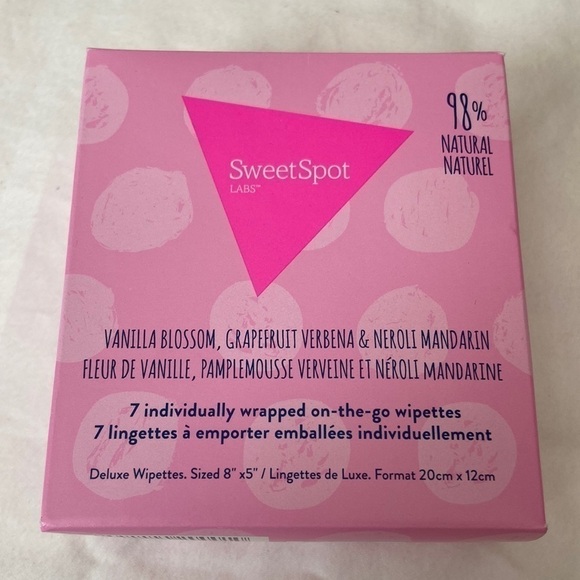 98%
NATURAL
NATUREL
SweetSpot
LABS™
VANILLA BLOSSOM, GRAPEFRUIT VERBENA & NEROLI MANDARIN
FLEUR DE VANILLE, PAMPLEMOUSSE VERVEINE ET NÉROLI MANDARINE
7 individually wrapped on-the-go wipettes
7 lingettes à emporter emballées individuellement
Deluxe Wipettes. Sized 8" x5" / Lingettes de Luxe. Format 20cm x 12cm